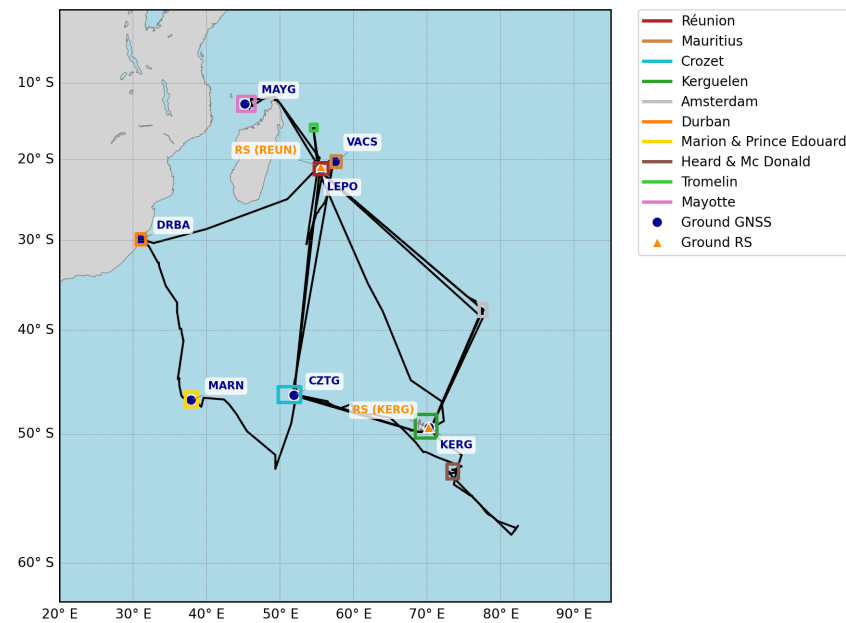 10° S
20° S
30° S
40° S
50° S
60° S
20° E
30° E
40° E
50° E
60° E
70° E
80° E
90° E
MAYG
RS (REUN)
VACS
LEPO
DRBA
MARN
CZTG
RS (KERG)
KERG
Réunion
Mauritius
Crozet
Kerguelen
Amsterdam
Durban
Marion & Prince Edouard
Heard & Mc Donald
Tromelin
Mayotte
Ground GNSS
Ground RS